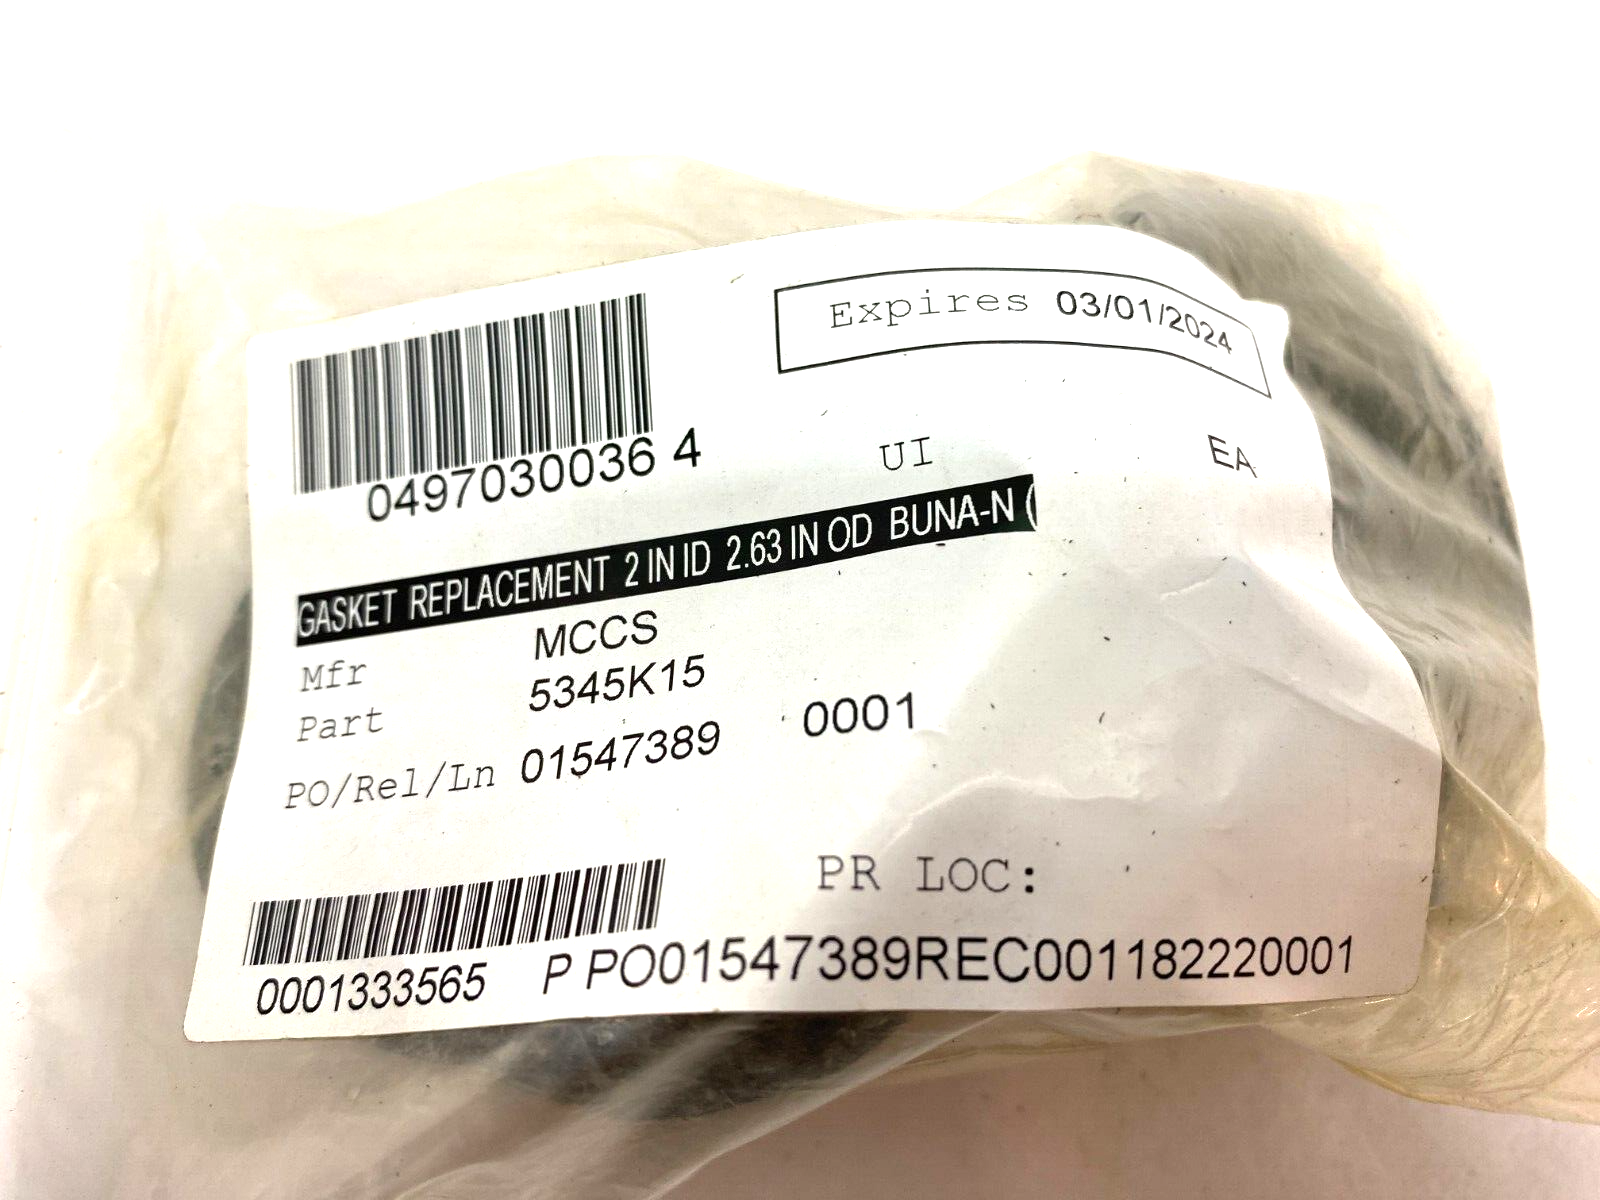 Expires 03/01/2024
0497030036 4
UI EA
GASKET REPLACEMENT 2 IN ID 2.63 IN OD BUNA-N (
Mfr MCCS
Part 5345K15
PO/Rel/Ln 01547389 0001
PR LOC:
0001333565 P PO01547389REC001182220001